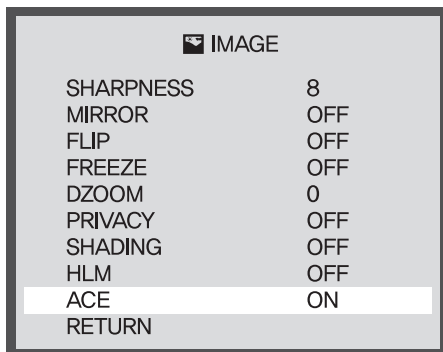 IMAGE
SHARPNESS 8
MIRROR OFF
FLIP OFF
FREEZE OFF
DZOOM 0
PRIVACY OFF
SHADING OFF
HLM OFF
ACE ON
RETURN